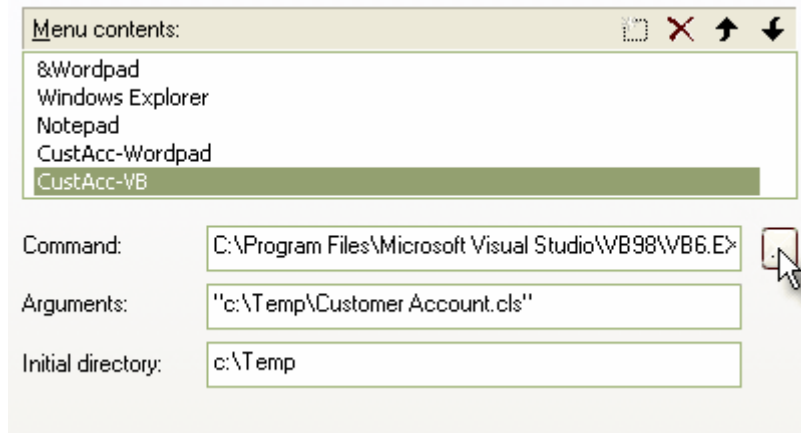 Menu contents:
&Wordpad
Windows Explorer
Notepad
CustAcc-Wordpad
CustAcc-VB
Command: C:\Program Files\Microsoft Visual Studio\VB98\VB6.EX
Arguments: "c:\Temp\Customer Account.cls"
Initial directory: c:\Temp